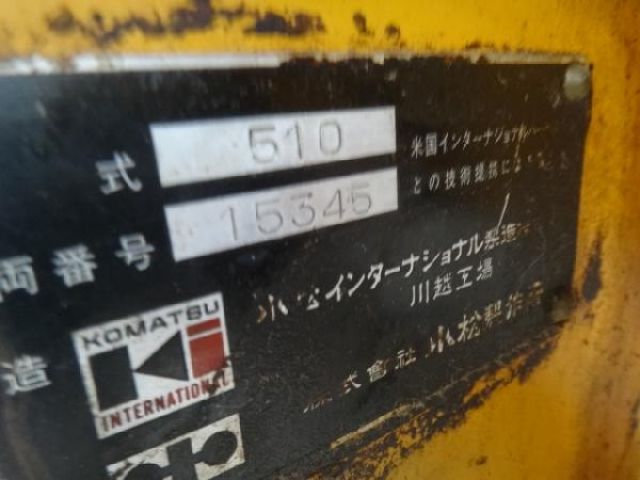 式 510
米国インターナショナル
との技術提携によ
両番号 15345
小松インターナショナル製造
川越工場
造
KOMATSU
INTERNATIONAL
株式會社 小松製作所